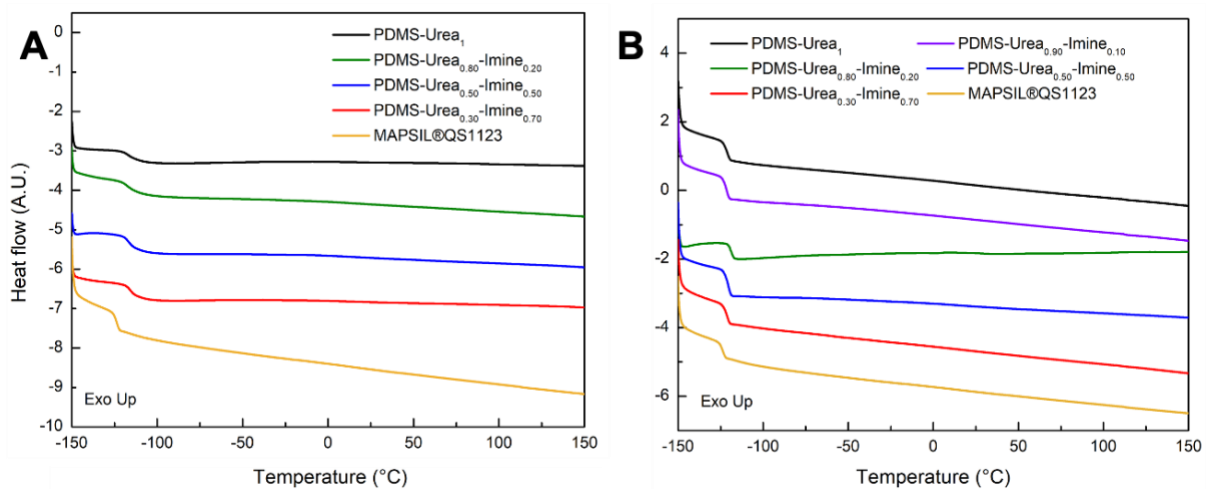 A
PDMS-Urea₁
PDMS-Urea₀.₈₀-Imine₀.₂₀
PDMS-Urea₀.₅₀-Imine₀.₅₀
PDMS-Urea₀.₃₀-Imine₀.₇₀
MAPSIL®QS1123
Heat flow (A.U.)
0
-1
-2
-3
-4
-5
-6
-7
-8
-9
-10
Exo Up
-150 -100 -50 0 50 100 150
Temperature (°C)
B
PDMS-Urea₁ PDMS-Urea₀.₉₀-Imine₀.₁₀
PDMS-Urea₀.₈₀-Imine₀.₂₀ PDMS-Urea₀.₅₀-Imine₀.₅₀
PDMS-Urea₀.₃₀-Imine₀.₇₀ MAPSIL®QS1123
4
2
0
-2
-4
-6
Exo Up
-150 -100 -50 0 50 100 150
Temperature (°C)